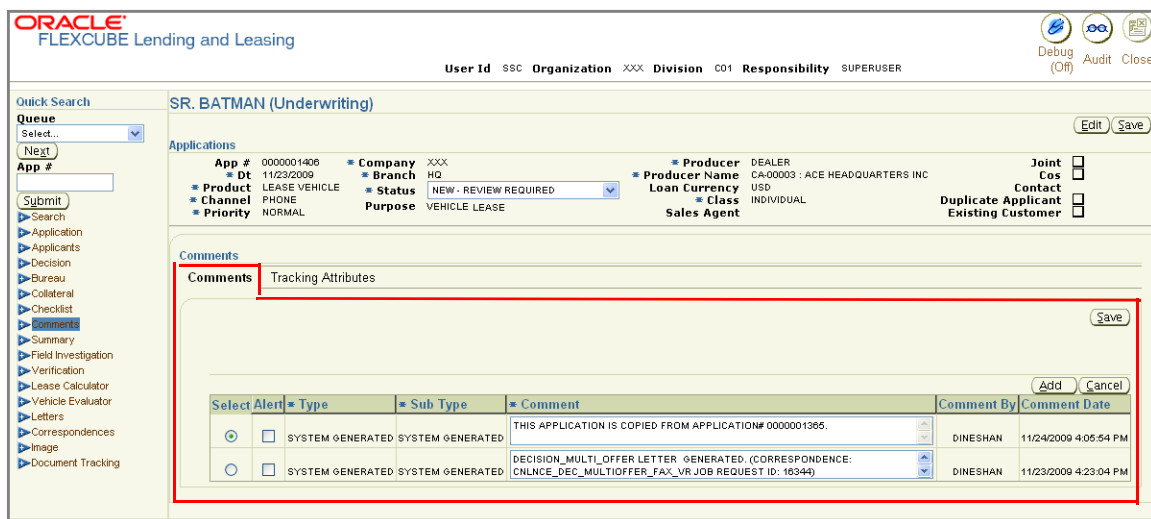 ORACLE
FLEXCUBE Lending and Leasing
Debug (Off) Audit Close
User Id SSC Organization XXX Division C01 Responsibility SUPERUSER
Quick Search
Queue
Select...
Next
App #
Submit
Search
Application
Applicants
Decision
Bureau
Collateral
Checklist
Comments
Summary
Field Investigation
Verification
Lease Calculator
Vehicle Evaluator
Letters
Correspondences
Image
Document Tracking
SR. BATMAN (Underwriting)
Edit Save
Applications
App # 0000001406 * Company XXX * Producer DEALER Joint
* Dt 11/23/2009 * Branch HQ * Producer Name CA-00003 : ACE HEADQUARTERS INC Cos
* Product LEASE VEHICLE * Status NEW - REVIEW REQUIRED Loan Currency USD Contact
* Channel PHONE Purpose VEHICLE LEASE * Class INDIVIDUAL Duplicate Applicant
* Priority NORMAL Sales Agent Existing Customer
Comments
Comments Tracking Attributes
Save
Add Cancel
Select Alert * Type * Sub Type * Comment Comment By Comment Date
SYSTEM GENERATED SYSTEM GENERATED THIS APPLICATION IS COPIED FROM APPLICATION# 0000001365. DINESHAN 11/24/2009 4:05:54 PM
DECISION_MULTI_OFFER LETTER GENERATED. (CORRESPONDENCE:
SYSTEM GENERATED SYSTEM GENERATED CNLNCE_DEC_MULTIOFFER_FAX_VR JOB REQUEST ID: 16344) DINESHAN 11/23/2009 4:23:04 PM